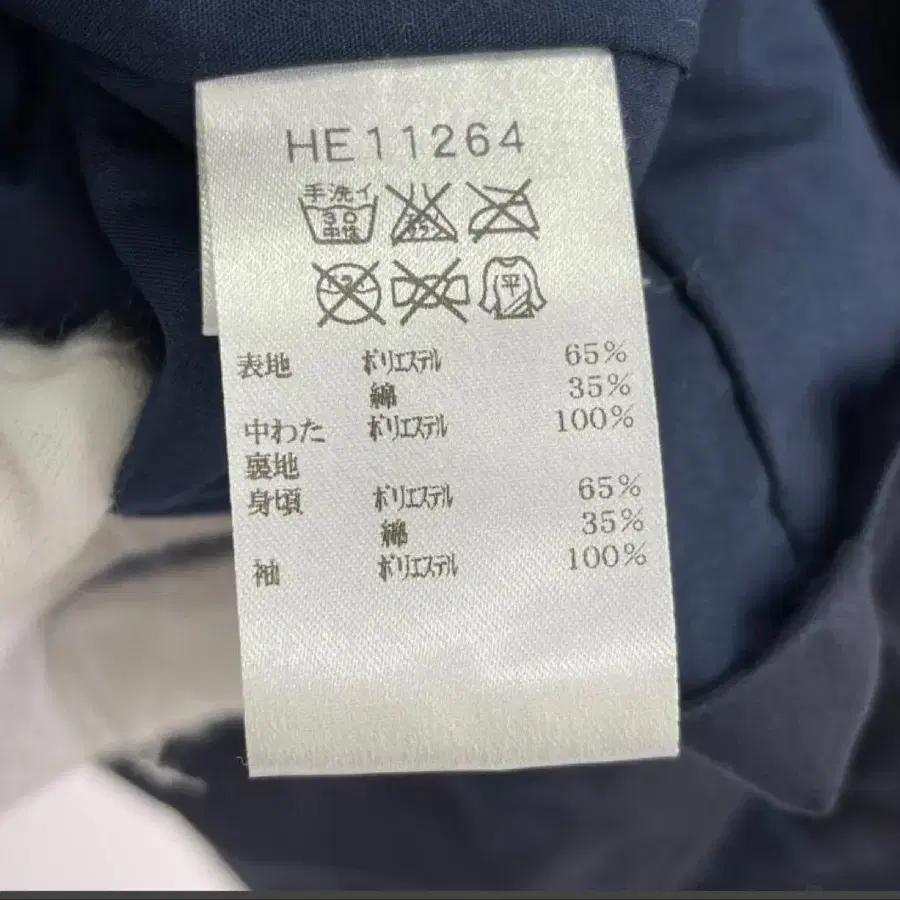 HE11264
手洗イ
30
中性
平
表地 ポリエステル 65%
綿 35%
中わた ポリエステル 100%
裏地
身頃 ポリエステル 65%
綿 35%
袖 ポリエステル 100%